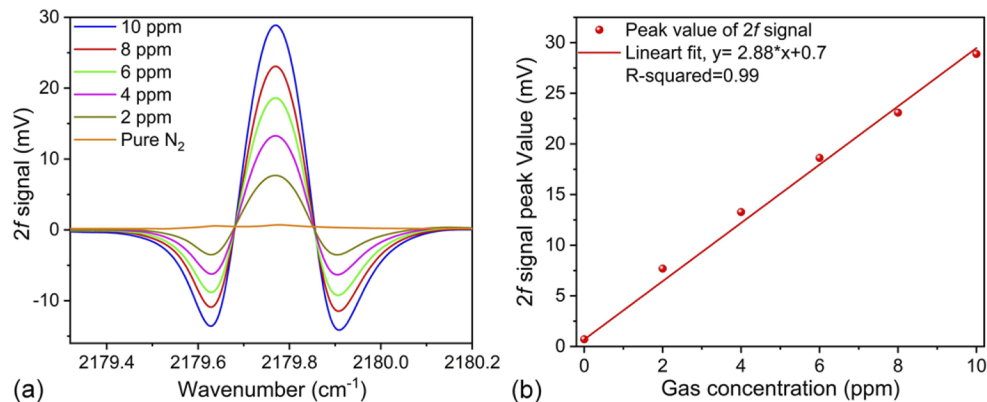 30
20
10
0
-10
2f signal (mV)
10 ppm
8 ppm
6 ppm
4 ppm
2 ppm
Pure N₂
2179.4
2179.6
2179.8
2180.0
2180.2
Wavenumber (cm⁻¹)
(a)
30
25
20
15
10
5
0
2f signal peak Value (mV)
Peak value of 2f signal
Lineart fit, y= 2.88*x+0.7
R-squared=0.99
0
2
4
6
8
10
Gas concentration (ppm)
(b)